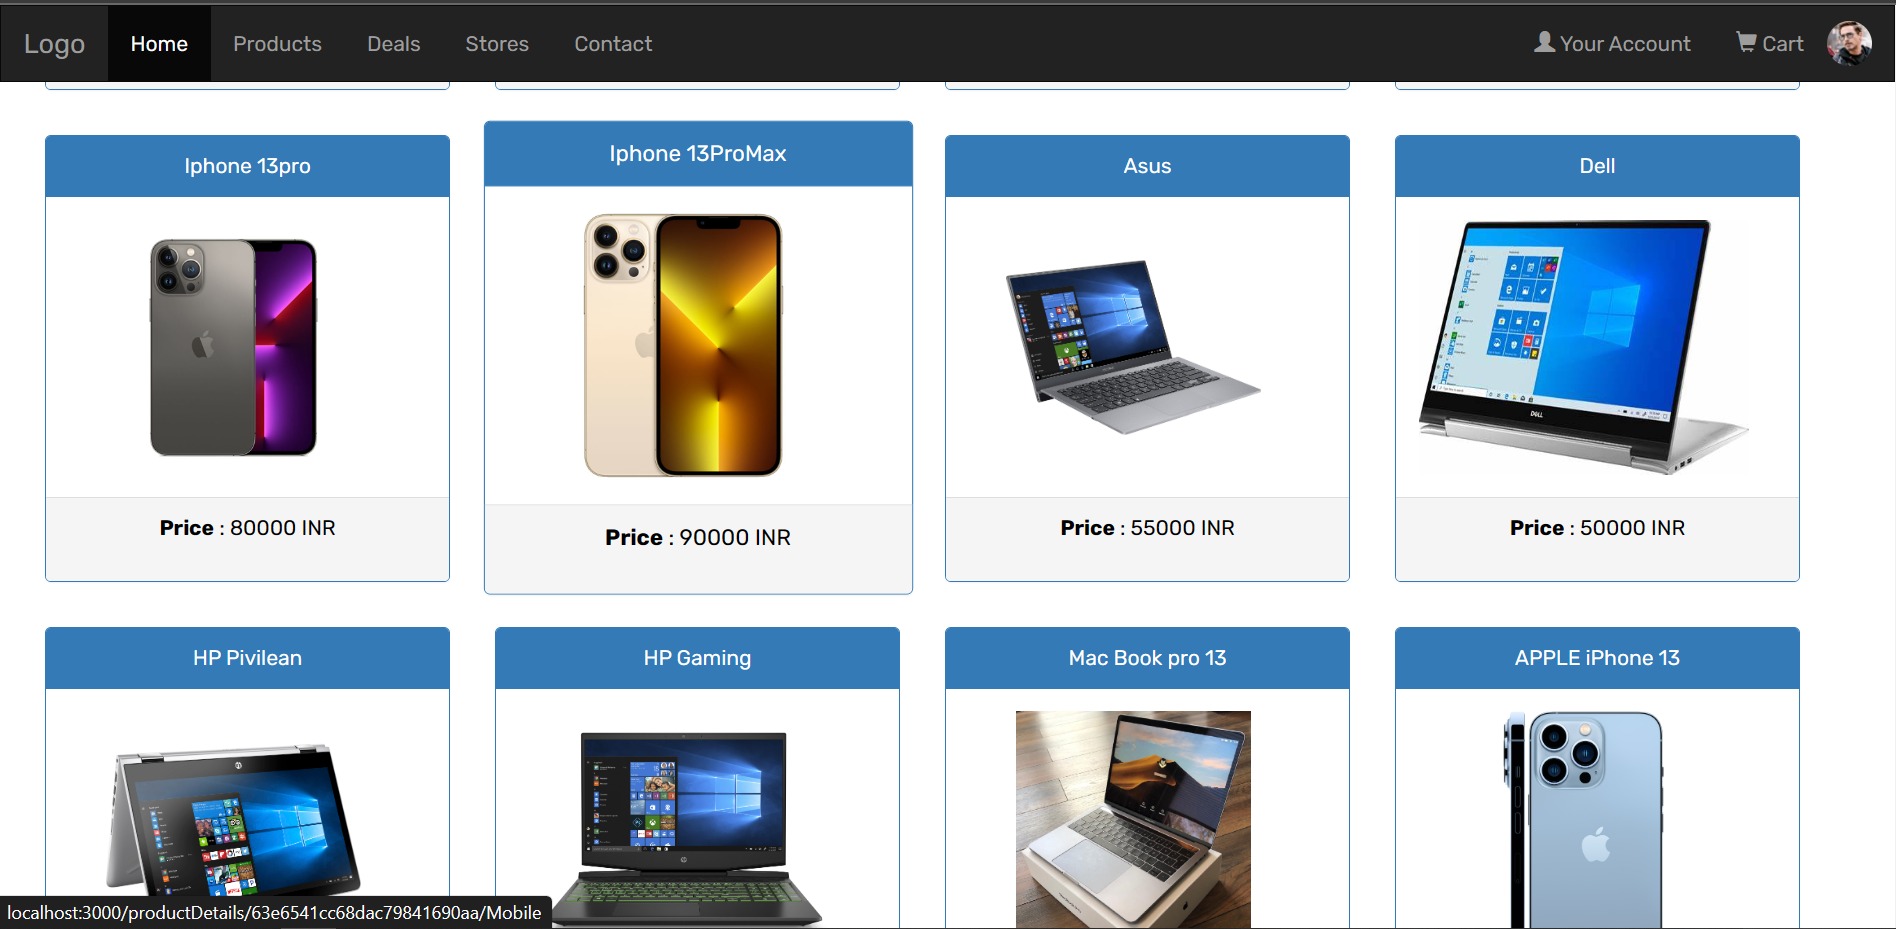 Logo
Home
Products
Deals
Stores
Contact
Your Account
Cart
Iphone 13pro
Iphone 13ProMax
Asus
Dell
DELL
Price : 80000 INR
Price : 90000 INR
Price : 55000 INR
Price : 50000 INR
HP Pivilean
HP Gaming
Mac Book pro 13
APPLE iPhone 13
localhost:3000/productDetails/63e6541cc68dac79841690aa/Mobile